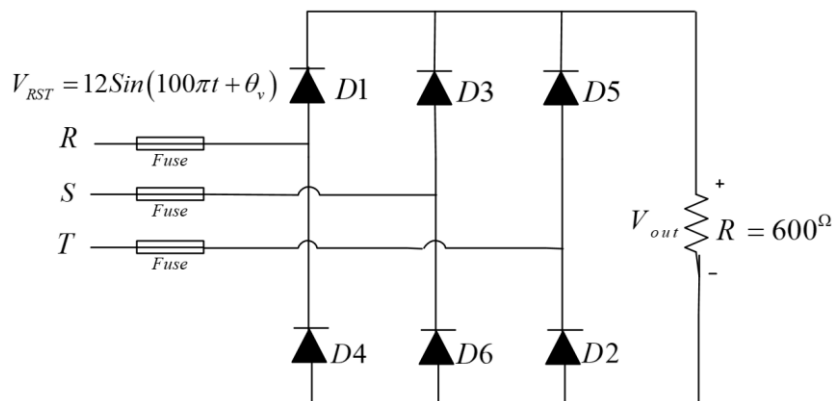 V_RST = 12Sin(100πt + θ_v)
D1
D3
D5
R
Fuse
S
Fuse
T
Fuse
+
V_out
R = 600^Ω
-
D4
D6
D2